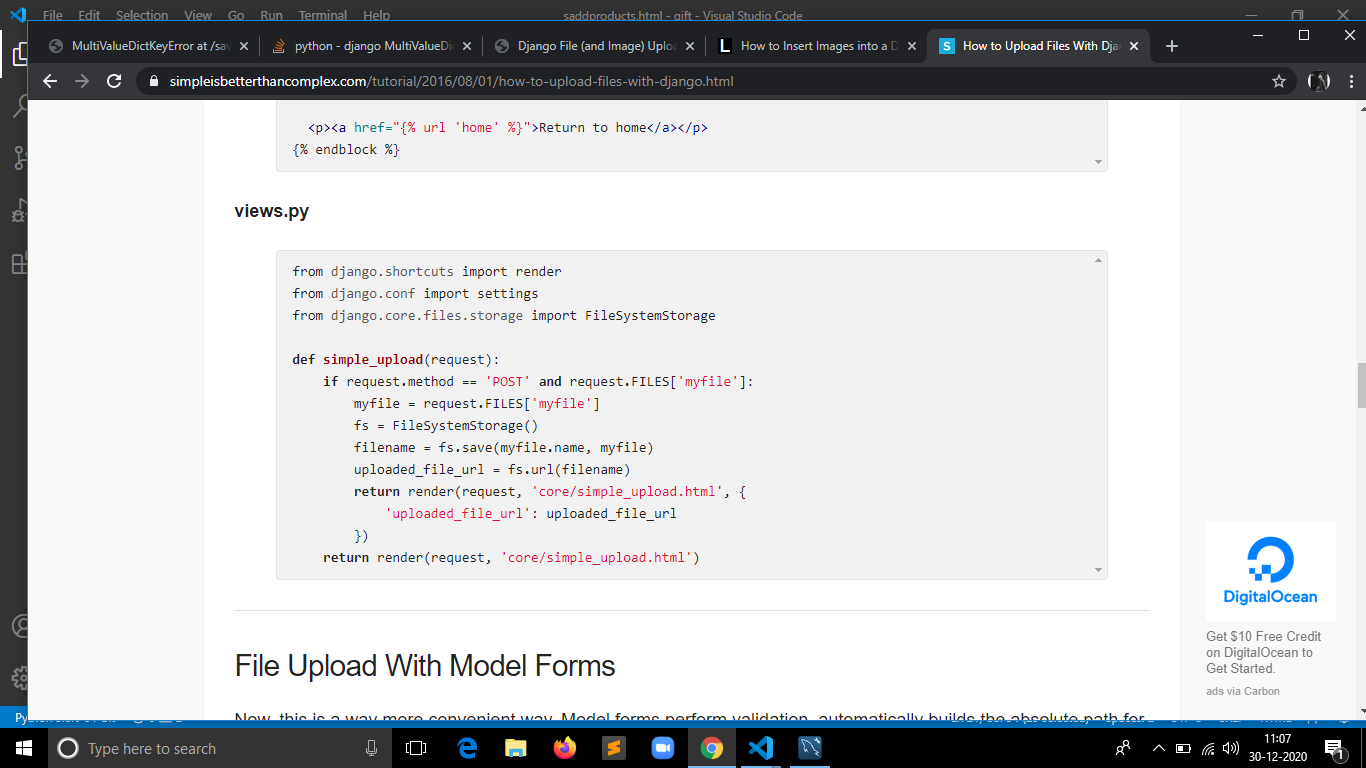 File Edit Selection View Go Run Terminal Help saddproducts.html - gift - Visual Studio Code
MultiValueDictKeyError at /sav
python - django MultiValueDi
Django File (and Image) Uploa
How to Insert Images into a D
S How to Upload Files With Djan
simpleisbetterthancomplex.com/tutorial/2016/08/01/how-to-upload-files-with-django.html
<p><a href="{% url 'home' %}">Return to home</a></p>
{% endblock %}
views.py
from django.shortcuts import render
from django.conf import settings
from django.core.files.storage import FileSystemStorage
def simple_upload(request):
if request.method == 'POST' and request.FILES['myfile']:
myfile = request.FILES['myfile']
fs = FileSystemStorage()
filename = fs.save(myfile.name, myfile)
uploaded_file_url = fs.url(filename)
return render(request, 'core/simple_upload.html', {
'uploaded_file_url': uploaded_file_url
})
return render(request, 'core/simple_upload.html')
DigitalOcean
Get $10 Free Credit
on DigitalOcean to
Get Started.
ads via Carbon
File Upload With Model Forms
Now, this is a way more convenient way. Model forms perform validation, automatically builds the absolute path for
Type here to search
11:07
30-12-2020
1